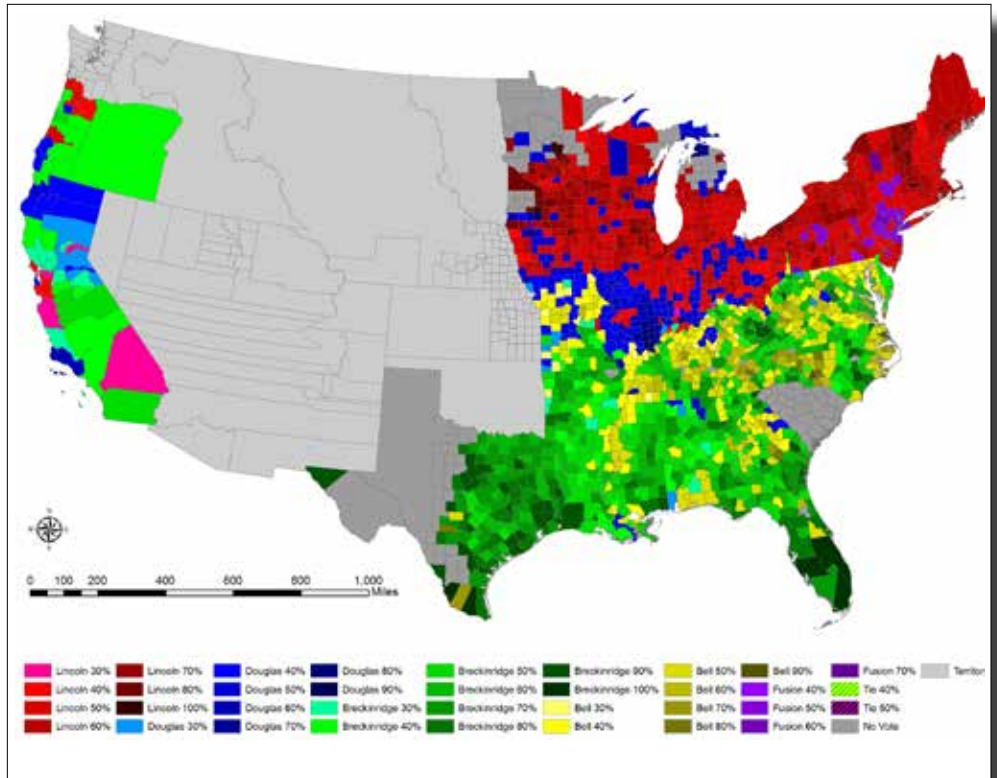 0 100 200 400 600 800 1,000
Miles
Lincoln 30% Lincoln 70% Douglas 40% Douglas 80% Breckinridge 50% Breckinridge 90% Bell 50% Bell 90% Fusion 70% Territory
Lincoln 40% Lincoln 80% Douglas 50% Douglas 90% Breckinridge 60% Breckinridge 100% Bell 60% Fusion 40% Tie 40%
Lincoln 50% Lincoln 100% Douglas 60% Breckinridge 30% Breckinridge 70% Bell 30% Bell 70% Fusion 50% Tie 50%
Lincoln 60% Douglas 30% Douglas 70% Breckinridge 40% Breckinridge 80% Bell 40% Bell 80% Fusion 60% No Vote